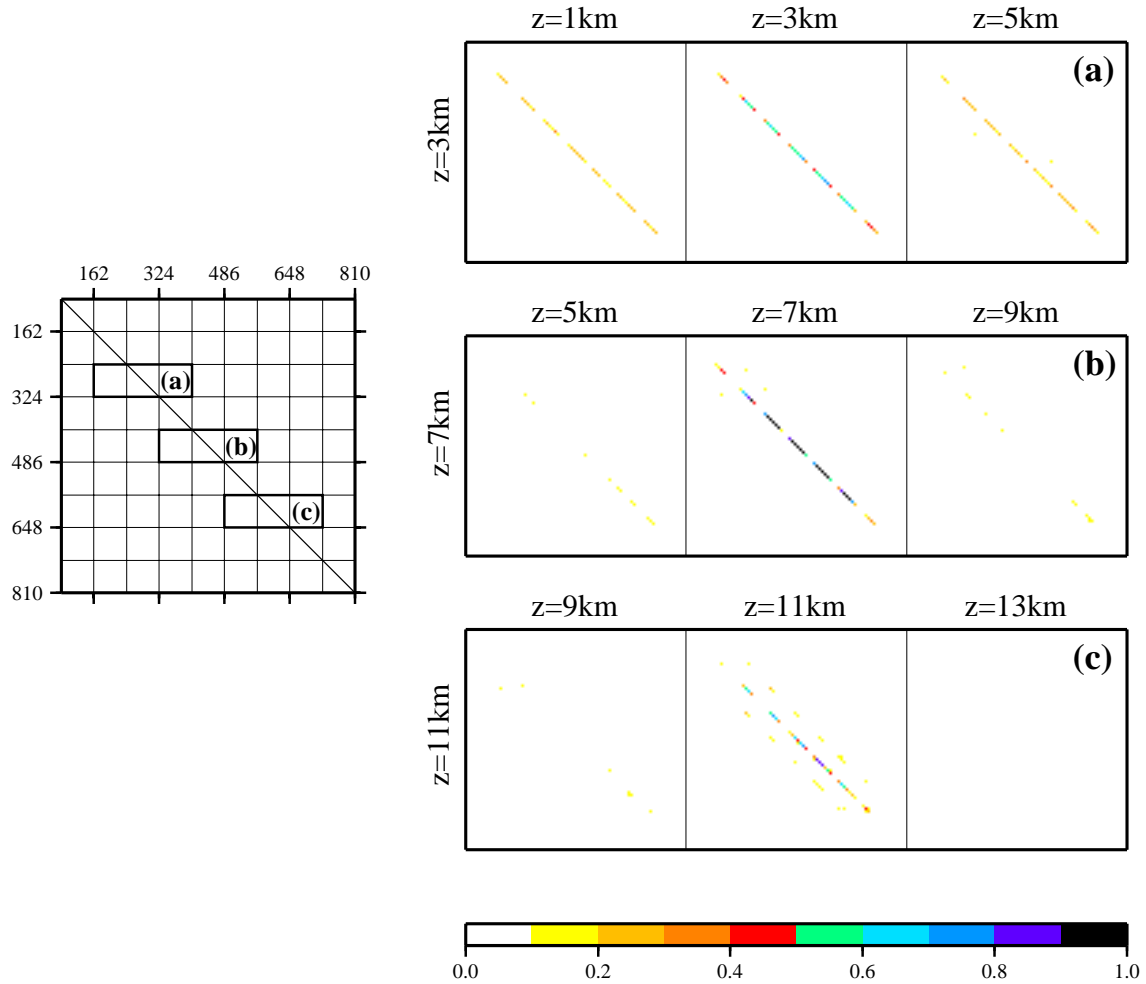 z=1km z=3km z=5km
(a)
z=3km
162 324 486 648 810
162
324
486
648
810
(a)
(b)
(c)
z=5km z=7km z=9km
(b)
z=7km
z=9km z=11km z=13km
(c)
z=11km
0.0 0.2 0.4 0.6 0.8 1.0